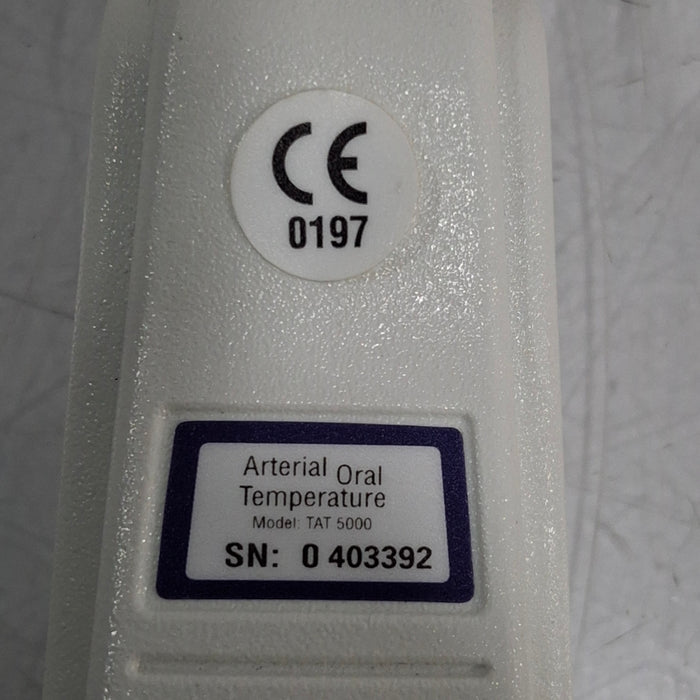 CE
0197
Arterial Oral
Temperature
Model: TAT 5000
SN: 0 403392